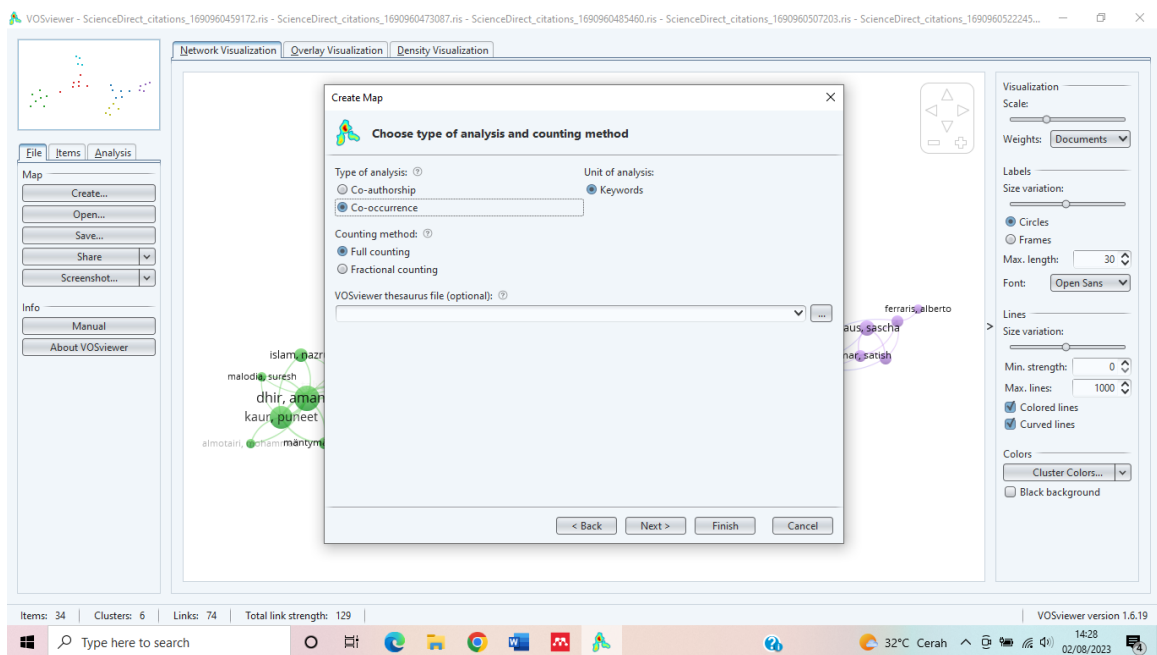 VOSviewer - ScienceDirect_citations_1690960459172.ris - ScienceDirect_citations_1690960473087.ris - ScienceDirect_citations_1690960485460.ris - ScienceDirect_citations_1690960507203.ris - ScienceDirect_citations_1690960522245...
Network Visualization Overlay Visualization Density Visualization
File Items Analysis
Map
Create...
Open...
Save...
Share
Screenshot...
Info
Manual
About VOSviewer
islam, nazr
malodia, suresh
dhir, aman
kaur, puneet
almotairi, mohamm
mäntym
Create Map
Choose type of analysis and counting method
Type of analysis:
Co-authorship
Co-occurrence
Unit of analysis:
Keywords
Counting method:
Full counting
Fractional counting
VOSviewer thesaurus file (optional):
...
< Back Next > Finish Cancel
ferraris, alberto
aus, sascha
nar, satish
>
Visualization
Scale:
Weights: Documents
Labels
Size variation:
Circles
Frames
Max. length: 30
Font: Open Sans
Lines
Size variation:
Min. strength: 0
Max. lines: 1000
Colored lines
Curved lines
Colors
Cluster Colors...
Black background
Items: 34 Clusters: 6 Links: 74 Total link strength: 129
VOSviewer version 1.6.19
Type here to search
32°C Cerah
14:28
02/08/2023
4